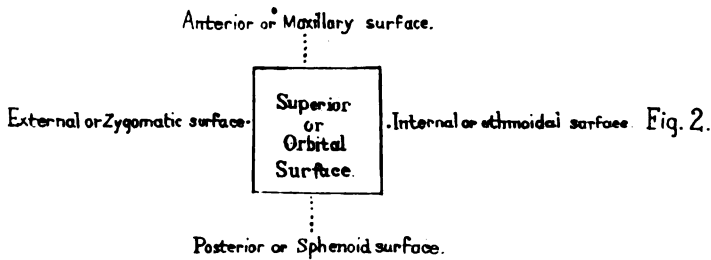 Anterior or Maxillary surface.
External or Zygomatic surface.
Superior
or
Orbital
Surface.
Internal or ethmoidal surface. Fig. 2.
Posterior or Sphenoid surface.